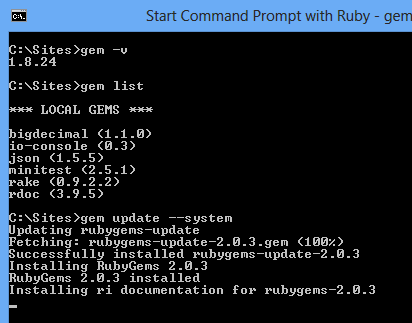 Start Command Prompt with Ruby - gem
C:\Sites>gem -v
1.8.24
C:\Sites>gem list
*** LOCAL GEMS ***
bigdecimal (1.1.0)
io-console (0.3)
json (1.5.5)
minitest (2.5.1)
rake (0.9.2.2)
rdoc (3.9.5)
C:\Sites>gem update --system
Updating rubygems-update
Fetching: rubygems-update-2.0.3.gem (100%)
Successfully installed rubygems-update-2.0.3
Installing RubyGems 2.0.3
RubyGems 2.0.3 installed
Installing ri documentation for rubygems-2.0.3